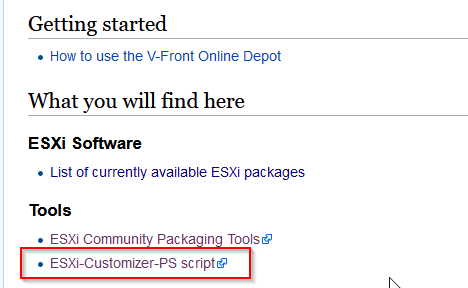 Getting started
How to use the V-Front Online Depot
What you will find here
ESXi Software
List of currently available ESXi packages
Tools
ESXi Community Packaging Tools
ESXi-Customizer-PS script